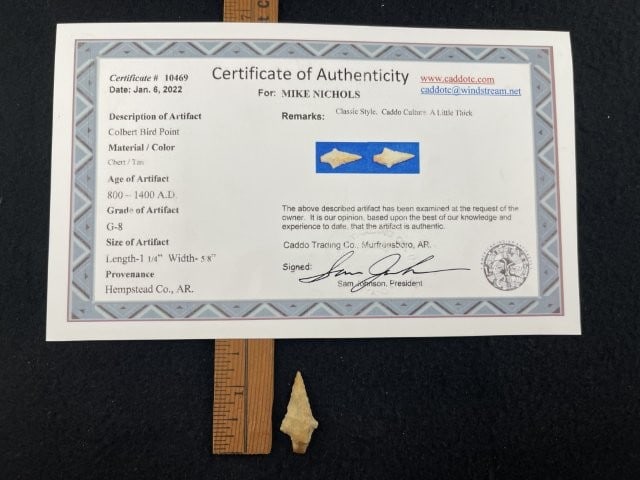 Certificate # 10469
Date: Jan. 6, 2022
Certificate of Authenticity
For: MIKE NICHOLS
www.caddotc.com
caddotc@windstream.net
Description of Artifact
Colbert Bird Point
Material / Color
Chert / Tan
Age of Artifact
800 – 1400 A.D.
Grade of Artifact
G-8
Size of Artifact
Length-1 1/4" Width- 5/8"
Provenance
Hempstead Co., AR.
Remarks: Classic Style, Caddo Culture. A Little Thick
The above described artifact has been examined at the request of the
owner. It is our opinion, based upon the best of our knowledge and
experience to date, that the artifact is authentic.
Caddo Trading Co., Murfreesboro, AR.
Signed: Sam Johnson
Sam Johnson, President